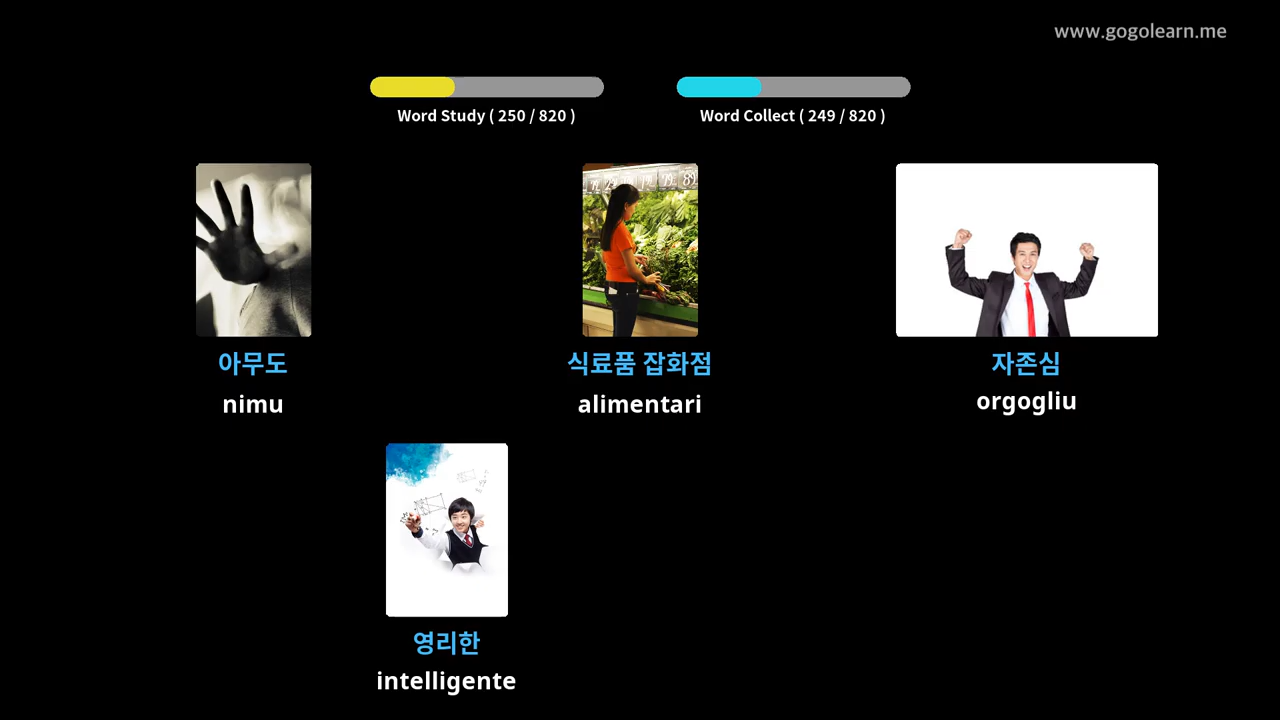 www.gogolearn.me
Word Study ( 250 / 820 )
Word Collect ( 249 / 820 )
아무도
nimu
식료품 잡화점
alimentari
자존심
orgogliu
영리한
intelligente